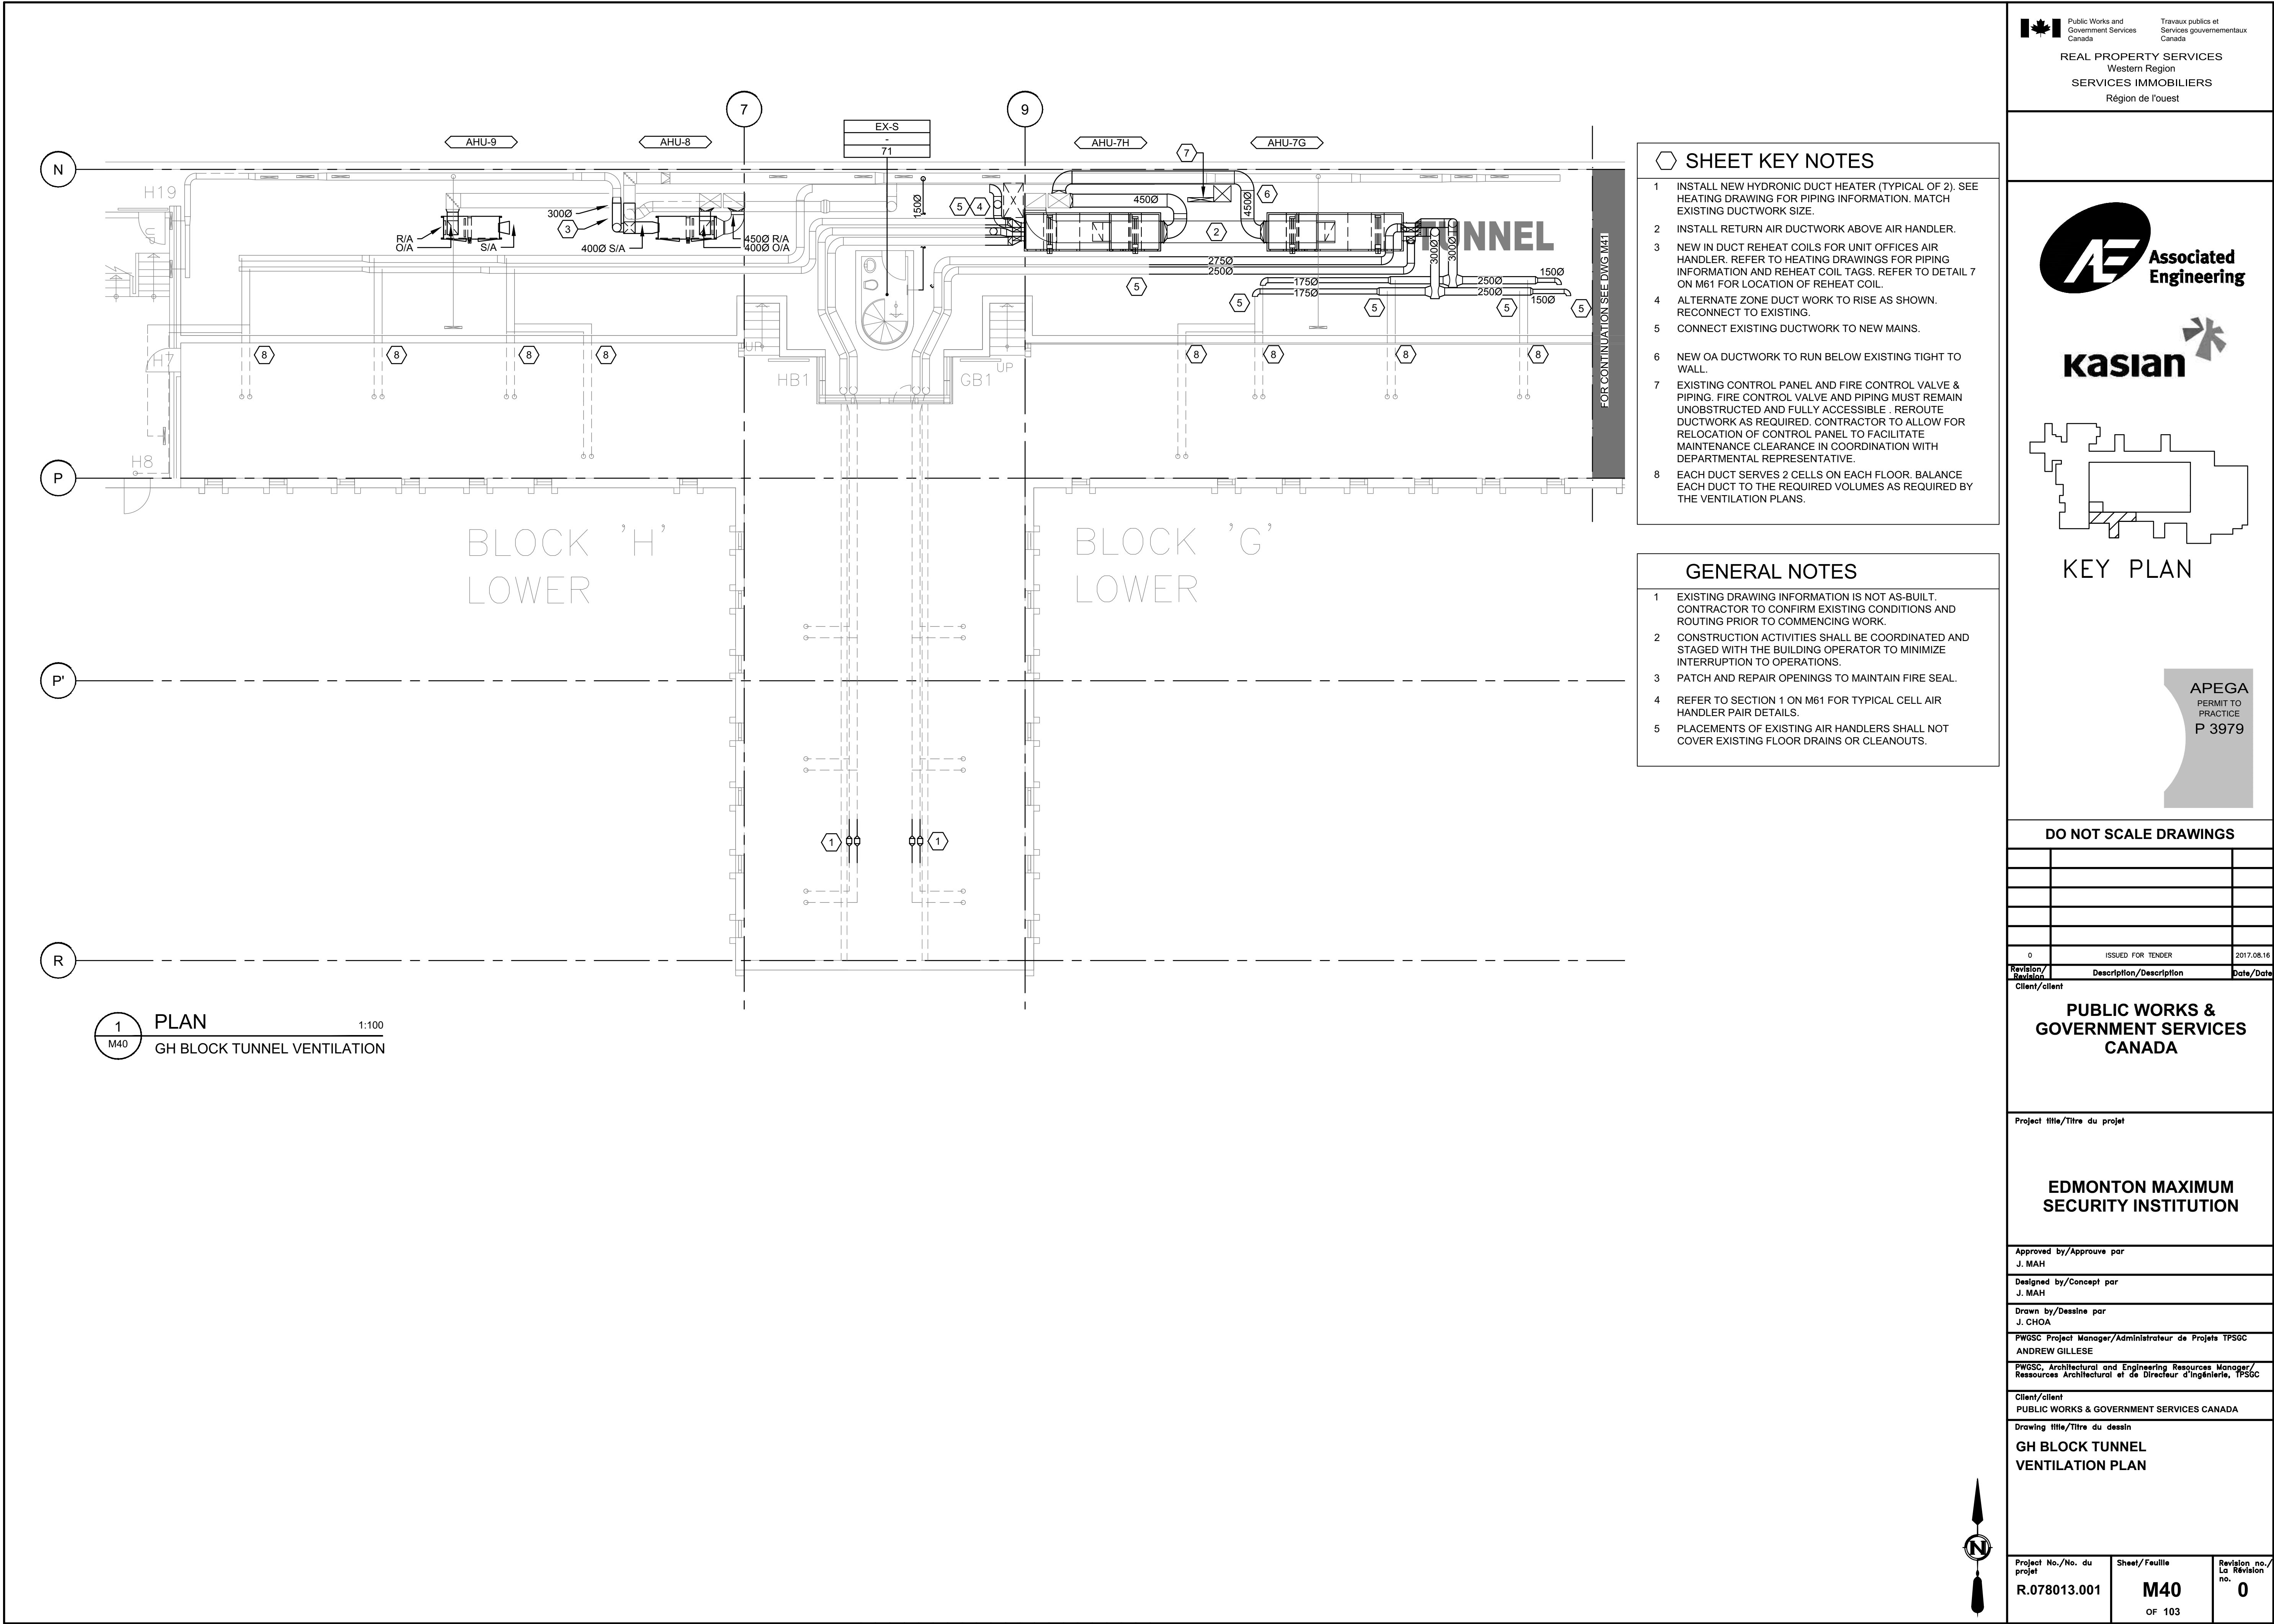 7
9
N
P
P'
R
AHU-9
AHU-8
EX-S
-
71
AHU-7H
7
AHU-7G
H19
300Ø
3
R/A
O/A
S/A
400Ø S/A
450Ø R/A
400Ø O/A
150Ø
5
4
X
450Ø
450Ø
6
2
TUNNEL
300Ø
300Ø
275Ø
250Ø
5
5
175Ø
175Ø
250Ø
250Ø
150Ø
150Ø
5
5
5
FOR CONTINUATION SEE DWG M41
UP
H7
8
8
8
8
UP
HB1
GB1
UP
8
8
8
8
H8
BLOCK 'H'
LOWER
BLOCK 'G'
LOWER
1
1
1
M40
PLAN
1:100
GH BLOCK TUNNEL VENTILATION
SHEET KEY NOTES
1 INSTALL NEW HYDRONIC DUCT HEATER (TYPICAL OF 2). SEE
HEATING DRAWING FOR PIPING INFORMATION. MATCH
EXISTING DUCTWORK SIZE.
2 INSTALL RETURN AIR DUCTWORK ABOVE AIR HANDLER.
3 NEW IN DUCT REHEAT COILS FOR UNIT OFFICES AIR
HANDLER. REFER TO HEATING DRAWINGS FOR PIPING
INFORMATION AND REHEAT COIL TAGS. REFER TO DETAIL 7
ON M61 FOR LOCATION OF REHEAT COIL.
4 ALTERNATE ZONE DUCT WORK TO RISE AS SHOWN.
RECONNECT TO EXISTING.
5 CONNECT EXISTING DUCTWORK TO NEW MAINS.
6 NEW OA DUCTWORK TO RUN BELOW EXISTING TIGHT TO
WALL.
7 EXISTING CONTROL PANEL AND FIRE CONTROL VALVE &
PIPING. FIRE CONTROL VALVE AND PIPING MUST REMAIN
UNOBSTRUCTED AND FULLY ACCESSIBLE . REROUTE
DUCTWORK AS REQUIRED. CONTRACTOR TO ALLOW FOR
RELOCATION OF CONTROL PANEL TO FACILITATE
MAINTENANCE CLEARANCE IN COORDINATION WITH
DEPARTMENTAL REPRESENTATIVE.
8 EACH DUCT SERVES 2 CELLS ON EACH FLOOR. BALANCE
EACH DUCT TO THE REQUIRED VOLUMES AS REQUIRED BY
THE VENTILATION PLANS.
GENERAL NOTES
1 EXISTING DRAWING INFORMATION IS NOT AS-BUILT.
CONTRACTOR TO CONFIRM EXISTING CONDITIONS AND
ROUTING PRIOR TO COMMENCING WORK.
2 CONSTRUCTION ACTIVITIES SHALL BE COORDINATED AND
STAGED WITH THE BUILDING OPERATOR TO MINIMIZE
INTERRUPTION TO OPERATIONS.
3 PATCH AND REPAIR OPENINGS TO MAINTAIN FIRE SEAL.
4 REFER TO SECTION 1 ON M61 FOR TYPICAL CELL AIR
HANDLER PAIR DETAILS.
5 PLACEMENTS OF EXISTING AIR HANDLERS SHALL NOT
COVER EXISTING FLOOR DRAINS OR CLEANOUTS.
N
Public Works and
Government Services
Canada
Travaux publics et
Services gouvernementaux
Canada
REAL PROPERTY SERVICES
Western Region
SERVICES IMMOBILIERS
Région de l'ouest
AE
Associated
Engineering
Kasian
KEY PLAN
APEGA
PERMIT TO
PRACTICE
P 3979
DO NOT SCALE DRAWINGS
0 ISSUED FOR TENDER 2017.08.16
Revision/
Revision
Description/Description
Date/Date
Client/client
PUBLIC WORKS &
GOVERNMENT SERVICES
CANADA
Project title/Titre du projet
EDMONTON MAXIMUM
SECURITY INSTITUTION
Approved by/Approuve par
J. MAH
Designed by/Concept par
J. MAH
Drawn by/Dessine par
J. CHOA
PWGSC Project Manager/Administrateur de Projets TPSGC
ANDREW GILLESE
PWGSC, Architectural and Engineering Resources Manager/
Ressources Architectural et de Directeur d'Ingénierie, TPSGC
Client/client
PUBLIC WORKS & GOVERNMENT SERVICES CANADA
Drawing title/Titre du dessin
GH BLOCK TUNNEL
VENTILATION PLAN
Project No./No. du
projet
R.078013.001
Sheet/Feuille
M40
OF 103
Revision no./
La Révision
no.
0